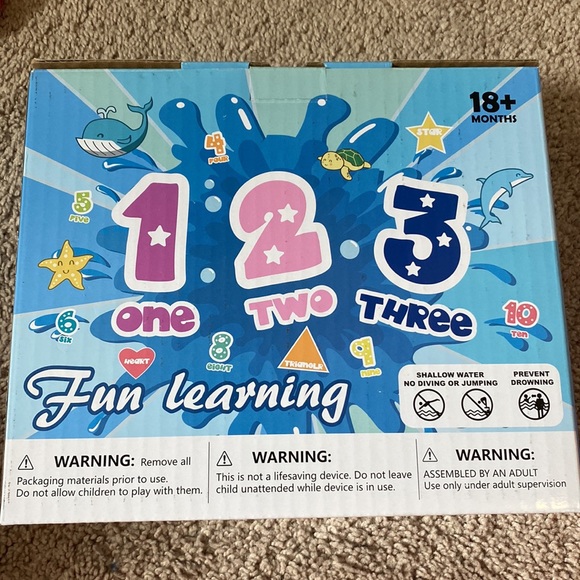 18+
MONTHS
STAR
4
FOUR
5
FIVE
1 2 3
ONE TWO THREE
6
SIX
HEART
8
EIGHT
TRIANGLE
9
NINE
10
TEN
Fun learning
SHALLOW WATER
NO DIVING OR JUMPING
PREVENT
DROWNING
WARNING: Remove all
Packaging materials prior to use.
Do not allow children to play with them.
WARNING:
This is not a lifesaving device. Do not leave
child unattended while device is in use.
WARNING:
ASSEMBLED BY AN ADULT
Use only under adult supervision